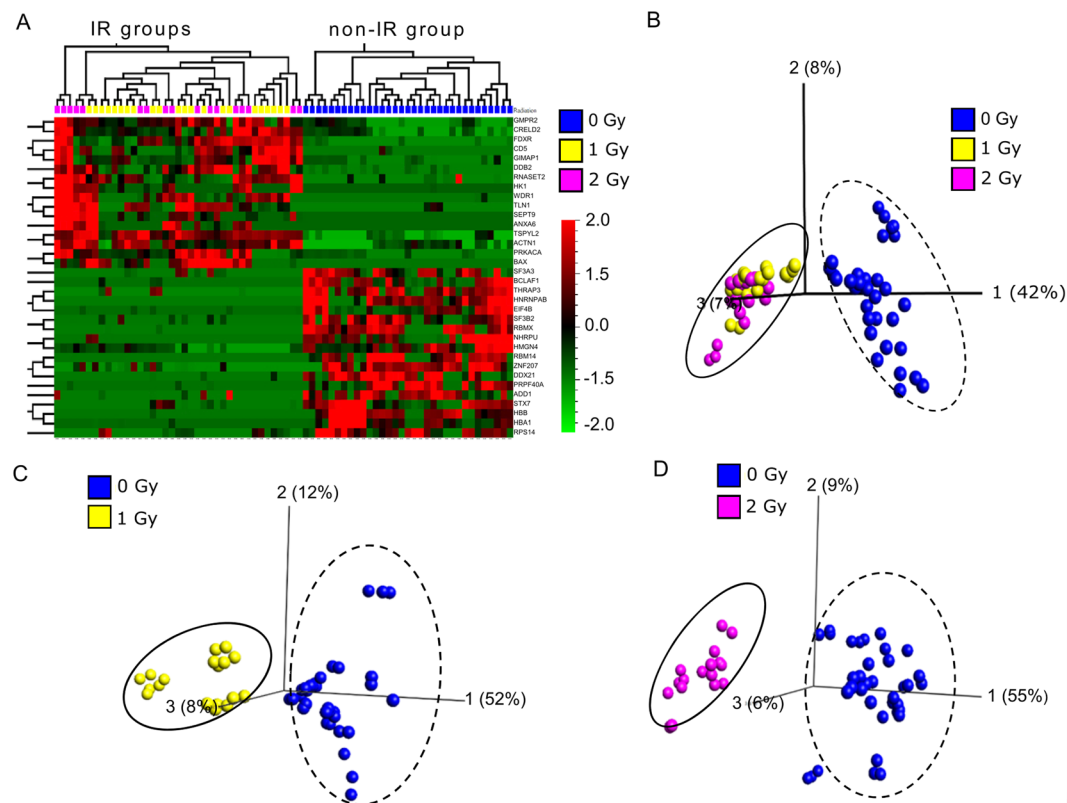 A
IR groups
non-IR group
Radiation
0 Gy
1 Gy
2 Gy
GMPR2
CRELD2
FDXR
CD5
GIMAP1
DDB2
RNASET2
HK1
WDR1
TLN1
SEPT9
ANXA6
TSPYL2
ACTN1
PRKACA
BAX
SF3A3
BCLAF1
THRAP3
HNRNPAB
EIF4B
SF3B2
RBMX
NHRPU
HMGN4
RBM14
ZNF207
DDX21
PRPF40A
ADD1
STX7
HBB
HBA1
RPS14
2.0
1.5
0.0
-1.5
-2.0
B
2 (8%)
0 Gy
1 Gy
2 Gy
3 (7%)
1 (42%)
C
0 Gy
1 Gy
2 (12%)
3 (8%)
1 (52%)
D
0 Gy
2 Gy
2 (9%)
3 (6%)
1 (55%)